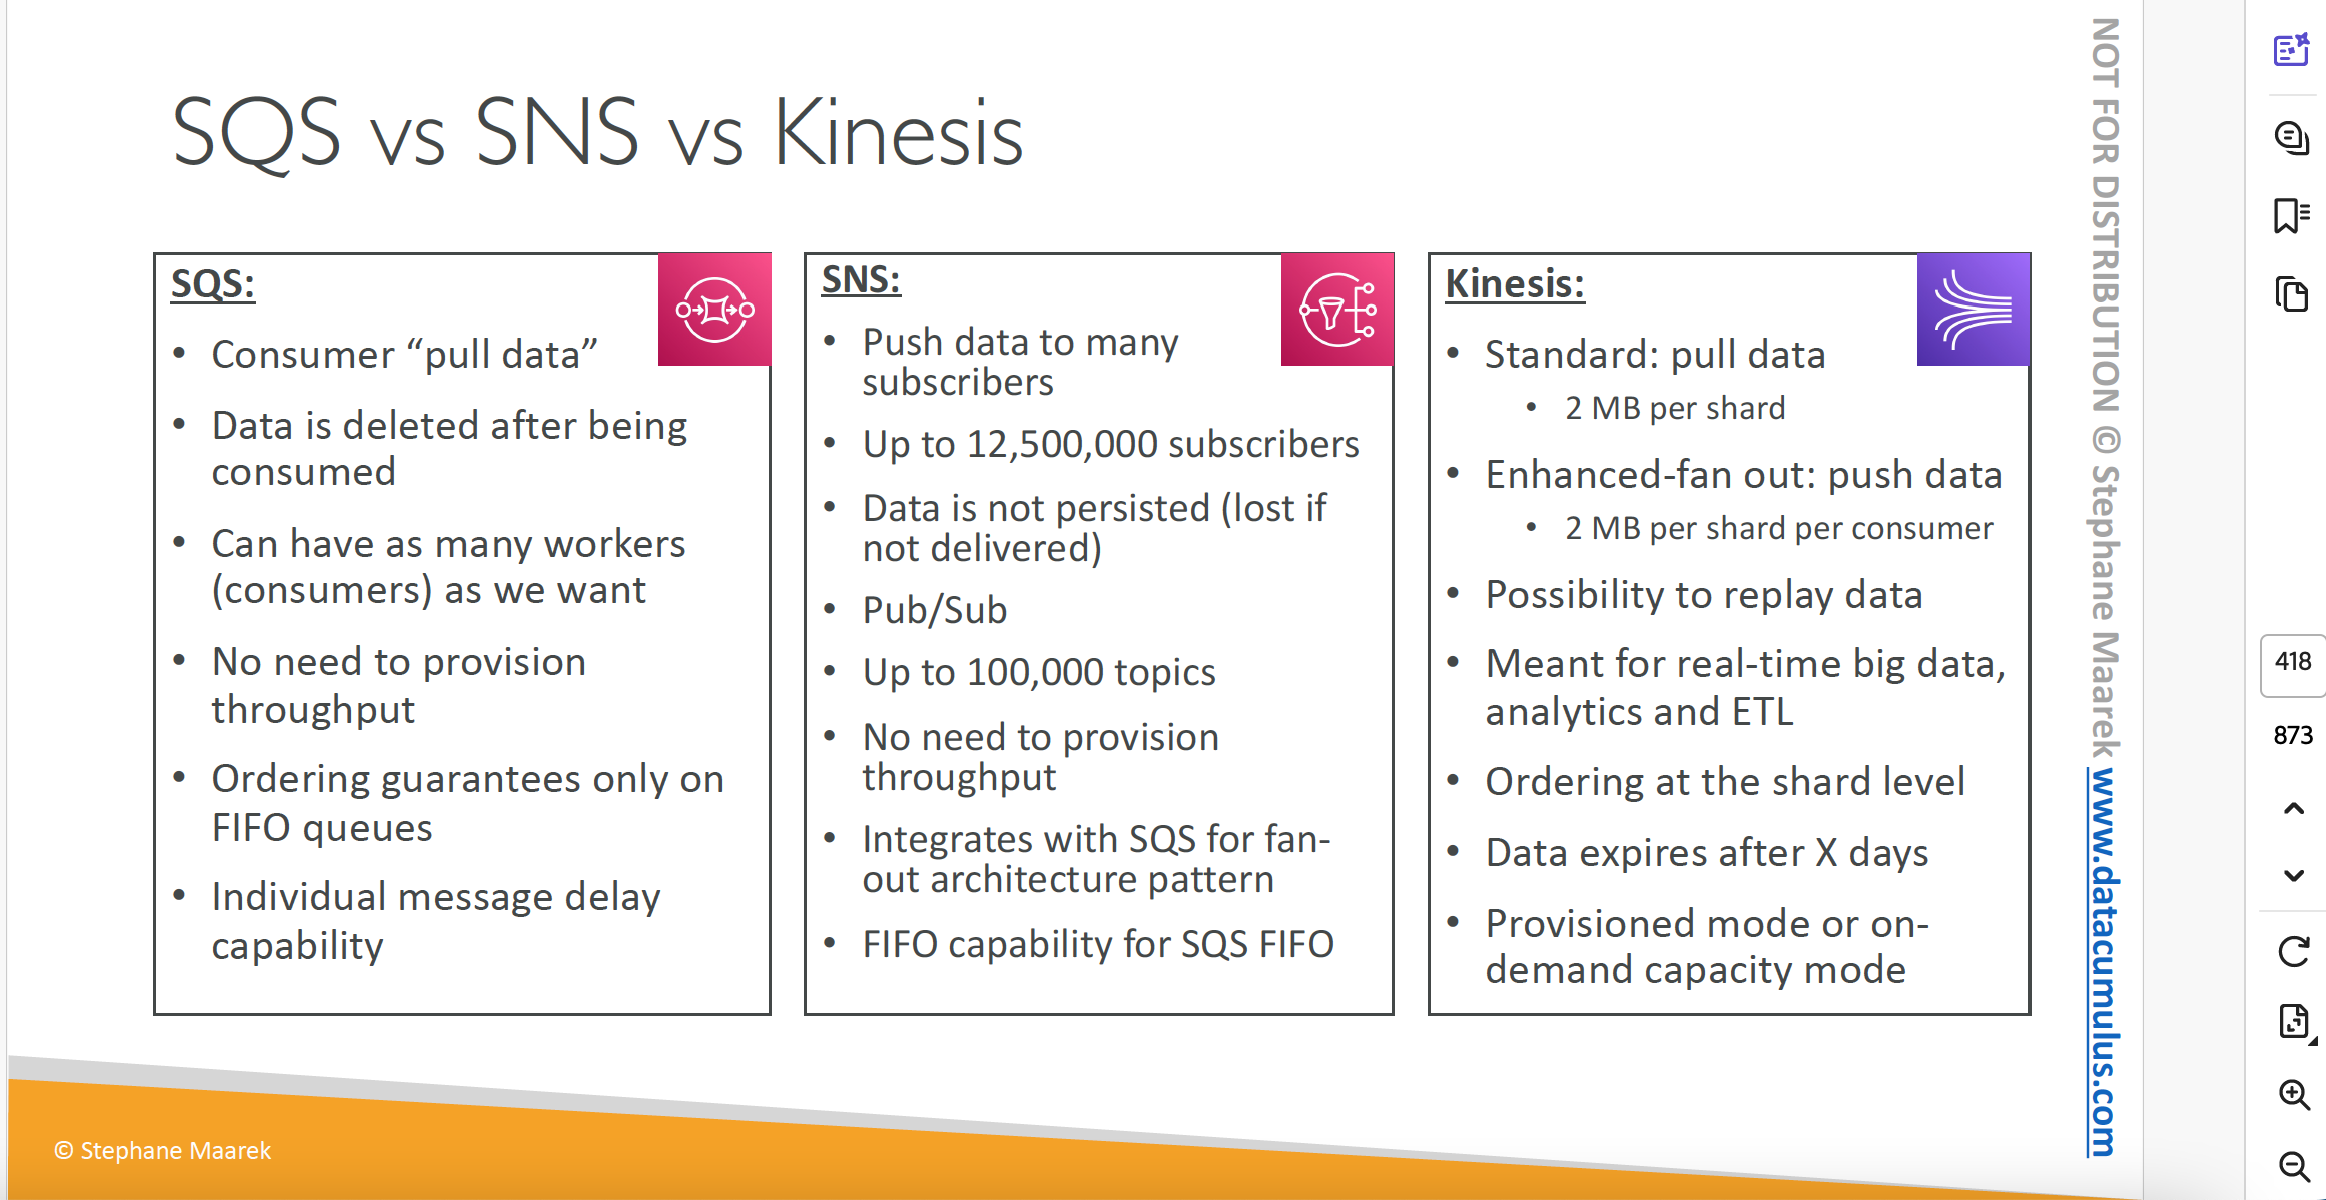 SQS vs SNS vs Kinesis
SQS:
• Consumer “pull data”
• Data is deleted after being
consumed
• Can have as many workers
(consumers) as we want
• No need to provision
throughput
• Ordering guarantees only on
FIFO queues
• Individual message delay
capability
SNS:
• Push data to many
subscribers
• Up to 12,500,000 subscribers
• Data is not persisted (lost if
not delivered)
• Pub/Sub
• Up to 100,000 topics
• No need to provision
throughput
• Integrates with SQS for fan-
out architecture pattern
• FIFO capability for SQS FIFO
Kinesis:
• Standard: pull data
• 2 MB per shard
• Enhanced-fan out: push data
• 2 MB per shard per consumer
• Possibility to replay data
• Meant for real-time big data,
analytics and ETL
• Ordering at the shard level
• Data expires after X days
• Provisioned mode or on-
demand capacity mode
© Stephane Maarek
NOT FOR DISTRIBUTION © Stephane Maarek www.datacumulus.com
418
873